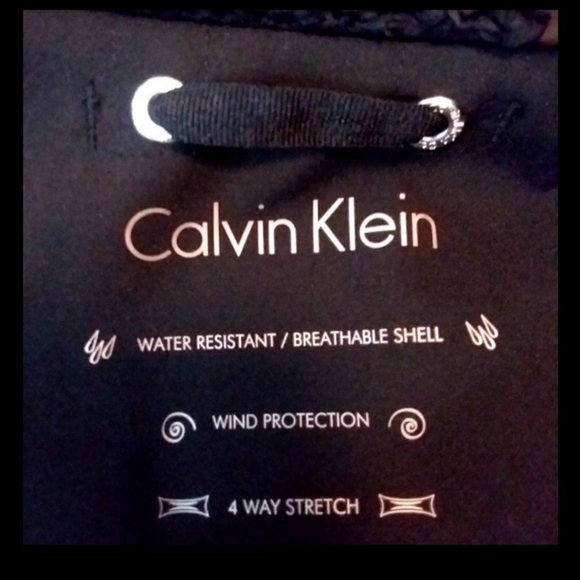 Calvin Klein
WATER RESISTANT / BREATHABLE SHELL
WIND PROTECTION
4 WAY STRETCH